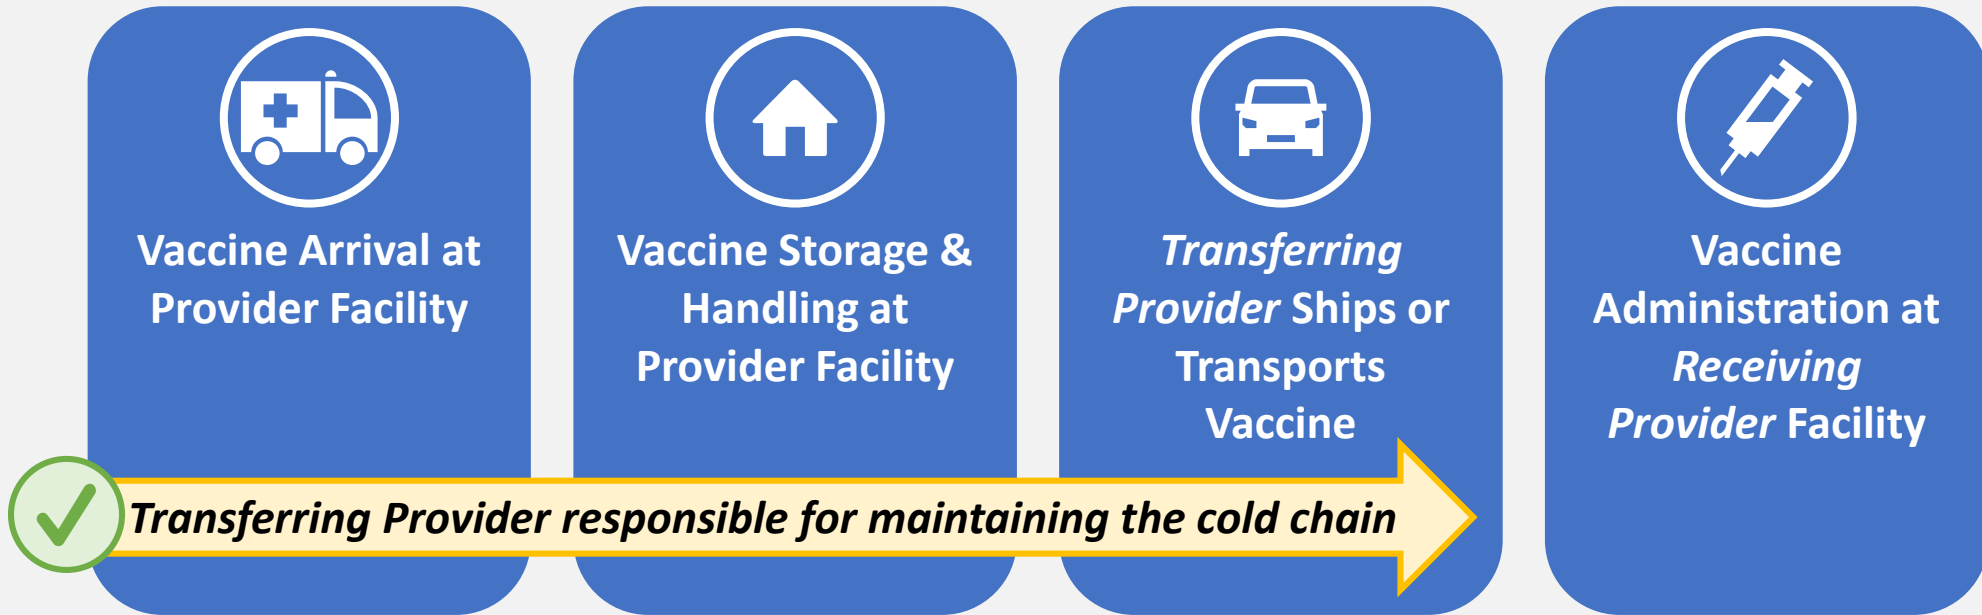 Vaccine Arrival at
Provider Facility
Vaccine Storage &
Handling at
Provider Facility
Transferring
Provider Ships or
Transports
Vaccine
Vaccine
Administration at
Receiving
Provider Facility
Transferring Provider responsible for maintaining the cold chain